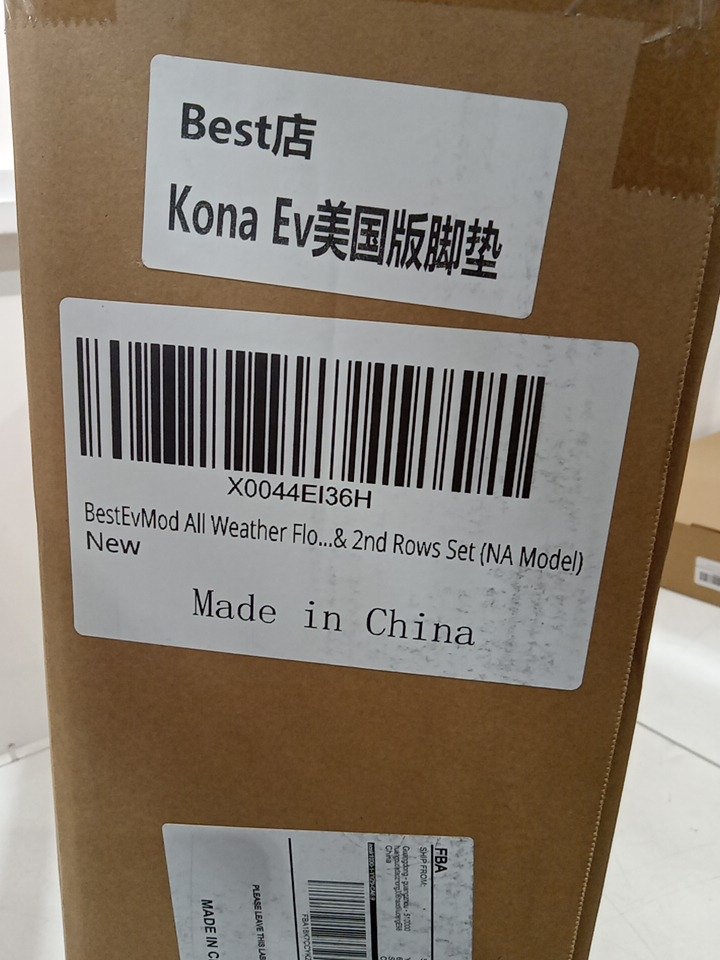 Best店
Kona Ev美国版脚垫
X0044EI36H
BestEvMod All Weather Flo...& 2nd Rows Set (NA Model)
New
Made in China
FBA
SHIP FROM:
China
PLEASE LEAVE THIS LAB
MADE IN C